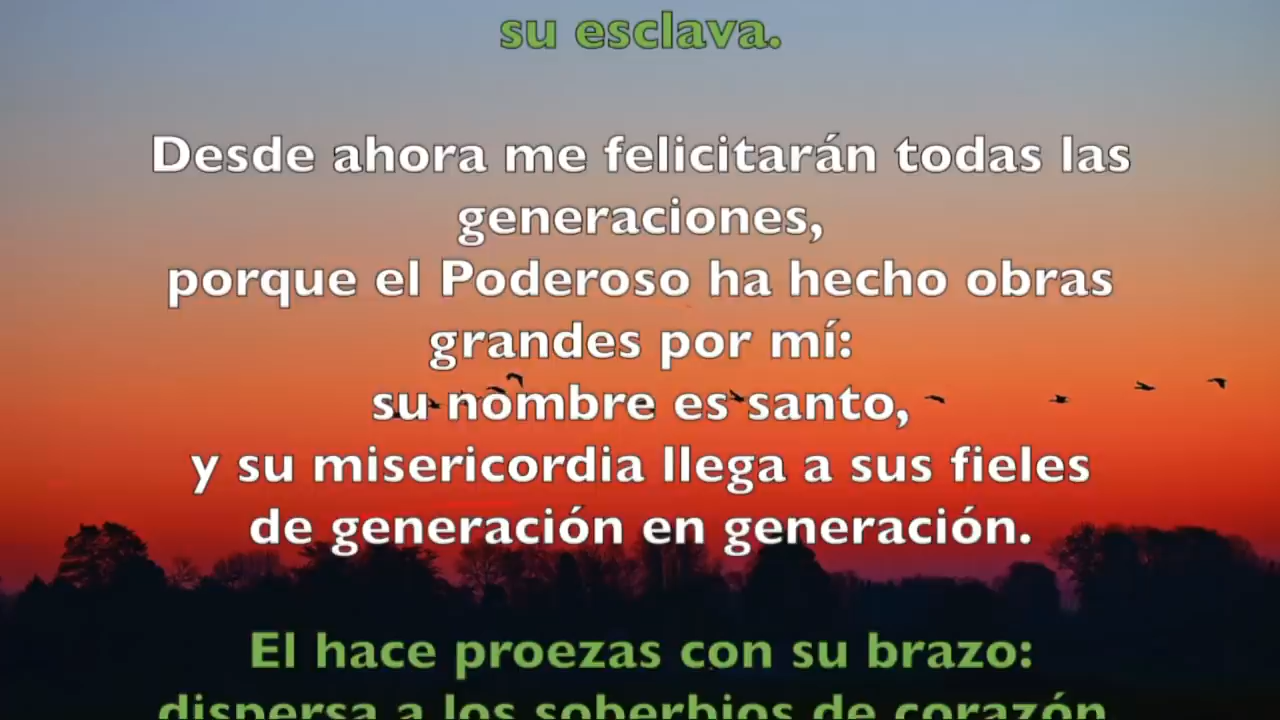 su esclava.
Desde ahora me felicitarán todas las
generaciones,
porque el Poderoso ha hecho obras
grandes por mí:
su nombre es santo,
y su misericordia llega a sus fieles
de generación en generación.
El hace proezas con su brazo:
dispersa a los soberbios de corazón